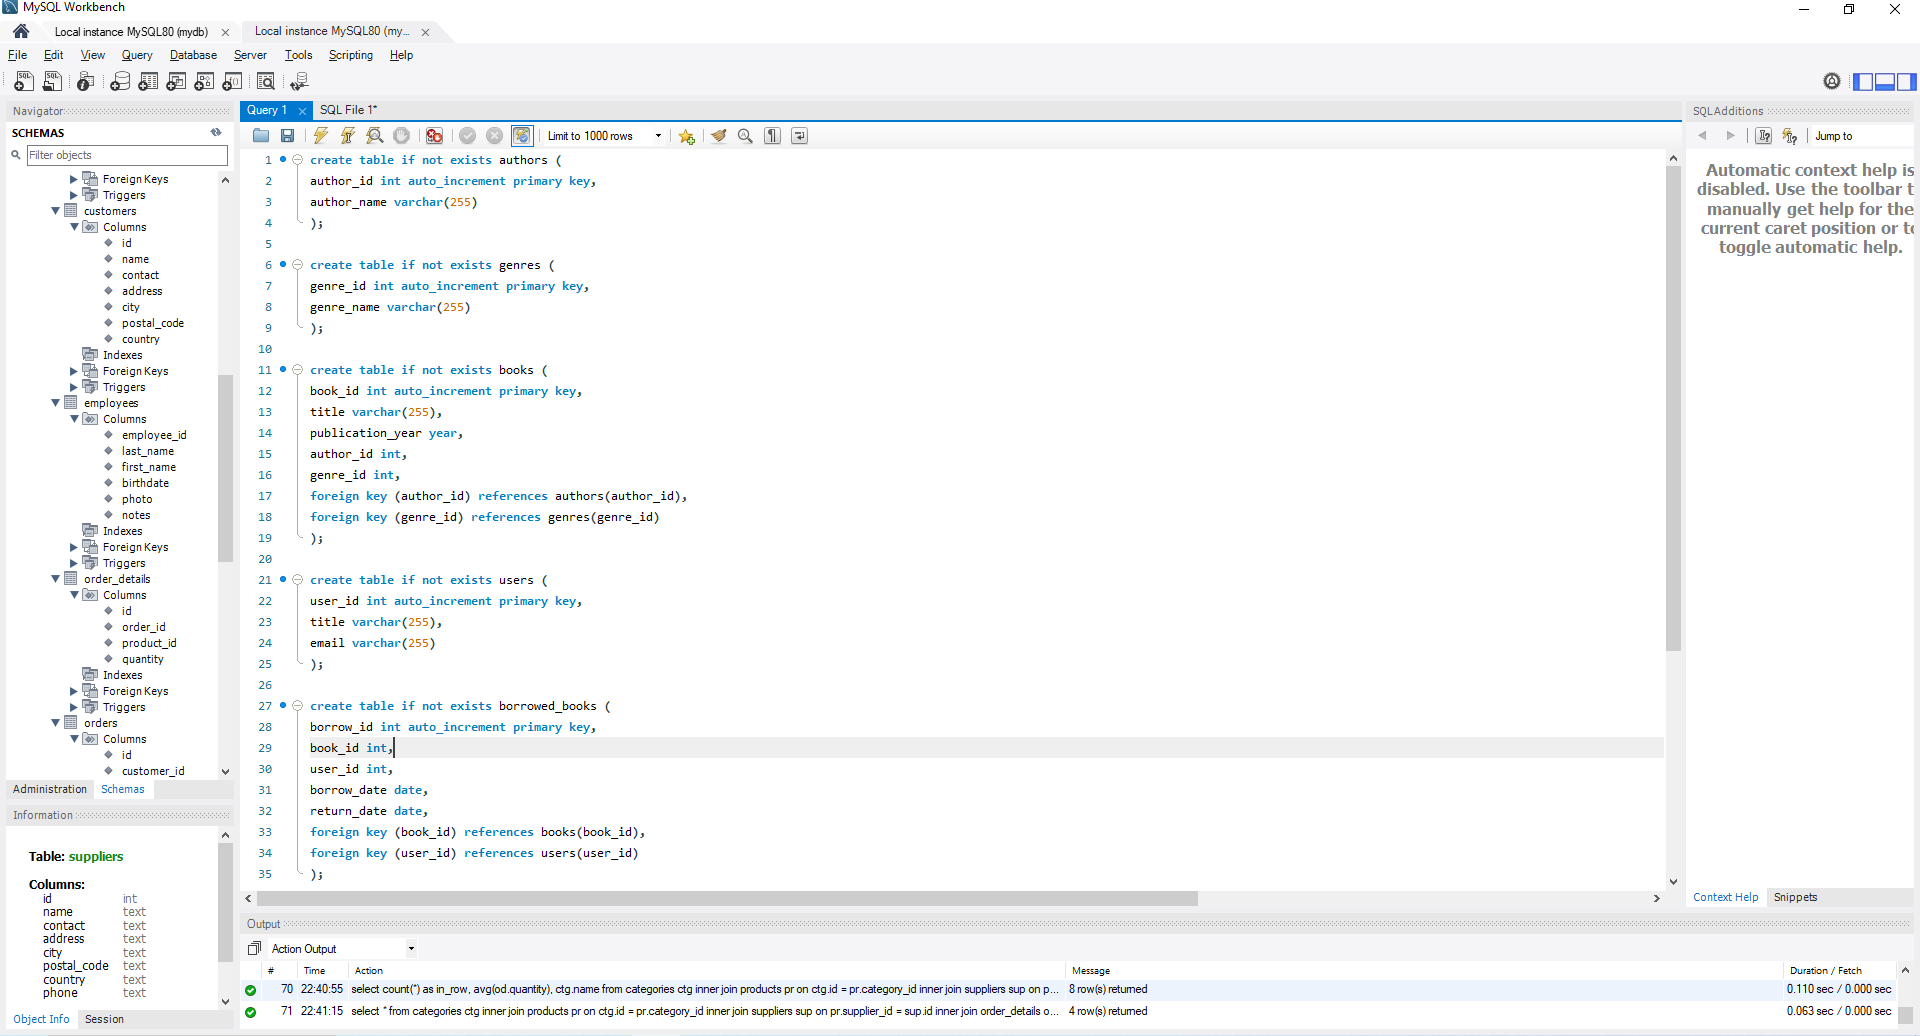 MySQL Workbench
Local instance MySQL80 (mydb)
Local instance MySQL80 (my...
File Edit View Query Database Server Tools Scripting Help
Navigator
SCHEMAS
Filter objects
Foreign Keys
Triggers
customers
Columns
id
name
contact
address
city
postal_code
country
Indexes
Foreign Keys
Triggers
employees
Columns
employee_id
last_name
first_name
birthdate
photo
notes
Indexes
Foreign Keys
Triggers
order_details
Columns
id
order_id
product_id
quantity
Indexes
Foreign Keys
Triggers
orders
Columns
id
customer_id
Administration Schemas
Information
Table: suppliers
Columns:
id int
name text
contact text
address text
city text
postal_code text
country text
phone text
Object Info Session
Query 1 SQL File 1*
Limit to 1000 rows
1 create table if not exists authors (
2 author_id int auto_increment primary key,
3 author_name varchar(255)
4 );
5
6 create table if not exists genres (
7 genre_id int auto_increment primary key,
8 genre_name varchar(255)
9 );
10
11 create table if not exists books (
12 book_id int auto_increment primary key,
13 title varchar(255),
14 publication_year year,
15 author_id int,
16 genre_id int,
17 foreign key (author_id) references authors(author_id),
18 foreign key (genre_id) references genres(genre_id)
19 );
20
21 create table if not exists users (
22 user_id int auto_increment primary key,
23 title varchar(255),
24 email varchar(255)
25 );
26
27 create table if not exists borrowed_books (
28 borrow_id int auto_increment primary key,
29 book_id int,
30 user_id int,
31 borrow_date date,
32 return_date date,
33 foreign key (book_id) references books(book_id),
34 foreign key (user_id) references users(user_id)
35 );
Output
Action Output
# Time Action Message Duration / Fetch
70 22:40:55 select count(*) as in_row, avg(od.quantity), ctg.name from categories ctg inner join products pr on ctg.id = pr.category_id inner join suppliers sup on p... 8 row(s) returned 0.110 sec / 0.000 sec
71 22:41:15 select * from categories ctg inner join products pr on ctg.id = pr.category_id inner join suppliers sup on pr.supplier_id = sup.id inner join order_details o... 4 row(s) returned 0.063 sec / 0.000 sec
SQLAdditions
Jump to
Automatic context help is
disabled. Use the toolbar t
manually get help for the
current caret position or to
toggle automatic help.
Context Help Snippets